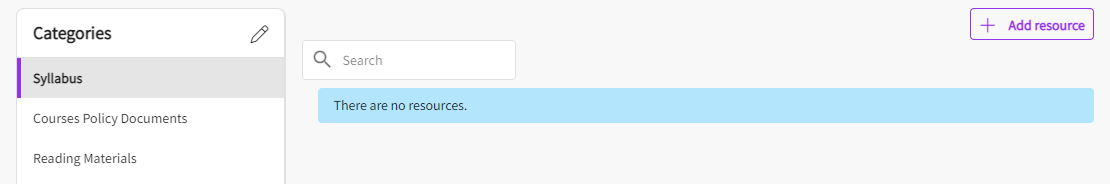 Categories
Syllabus
Courses Policy Documents
Reading Materials
Add resource
Search
There are no resources.